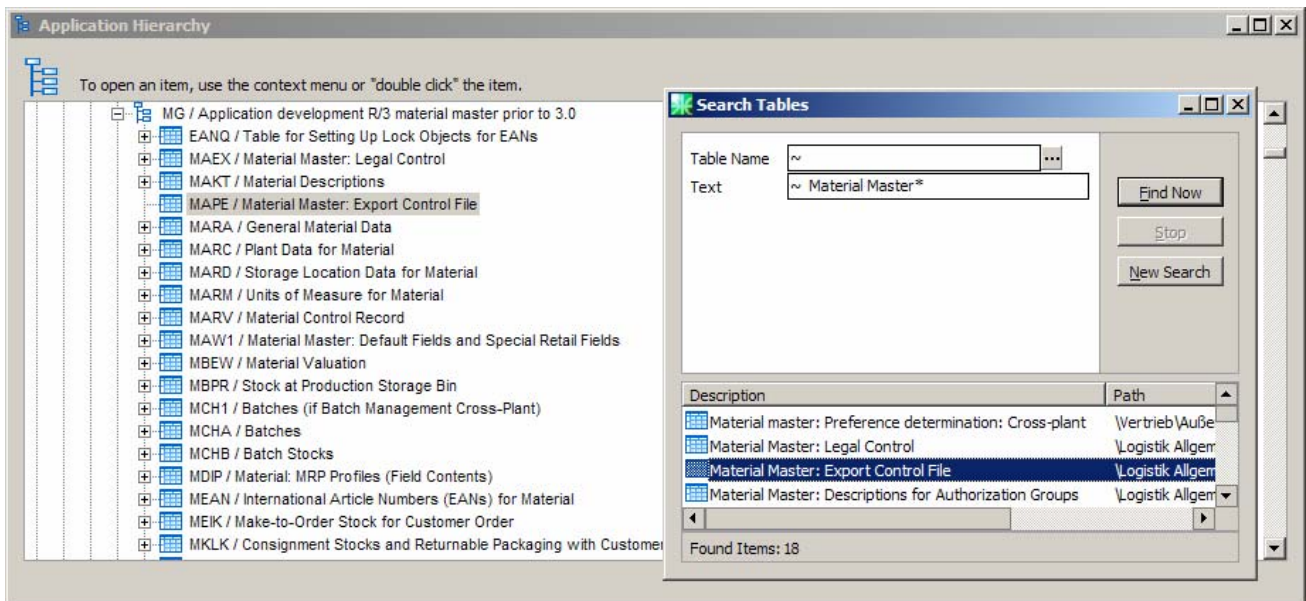 Application Hierarchy
To open an item, use the context menu or "double click" the item.
MG / Application development R/3 material master prior to 3.0
EANQ / Table for Setting Up Lock Objects for EANs
MAEX / Material Master: Legal Control
MAKT / Material Descriptions
MAPE / Material Master: Export Control File
MARA / General Material Data
MARC / Plant Data for Material
MARD / Storage Location Data for Material
MARM / Units of Measure for Material
MARV / Material Control Record
MAW1 / Material Master: Default Fields and Special Retail Fields
MBEW / Material Valuation
MBPR / Stock at Production Storage Bin
MCH1 / Batches (if Batch Management Cross-Plant)
MCHA / Batches
MCHB / Batch Stocks
MDIP / Material: MRP Profiles (Field Contents)
MEAN / International Article Numbers (EANs) for Material
MEIK / Make-to-Order Stock for Customer Order
MKLK / Consignment Stocks and Returnable Packaging with Customer
Search Tables
Table Name ~ ...
Text ~ Material Master*
Find Now
Stop
New Search
Description Path
Material master: Preference determination: Cross-plant \Vertrieb\Auße
Material Master: Legal Control \Logistik Allgem
Material Master: Export Control File \Logistik Allgem
Material Master: Descriptions for Authorization Groups \Logistik Allgem
Found Items: 18